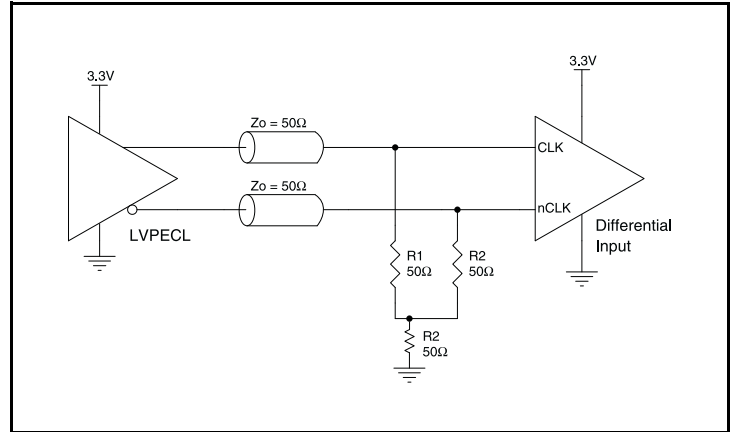 3.3V
3.3V
Zo = 50Ω
CLK
Zo = 50Ω
nCLK
LVPECL
Differential
Input
R1
50Ω
R2
50Ω
R2
50Ω